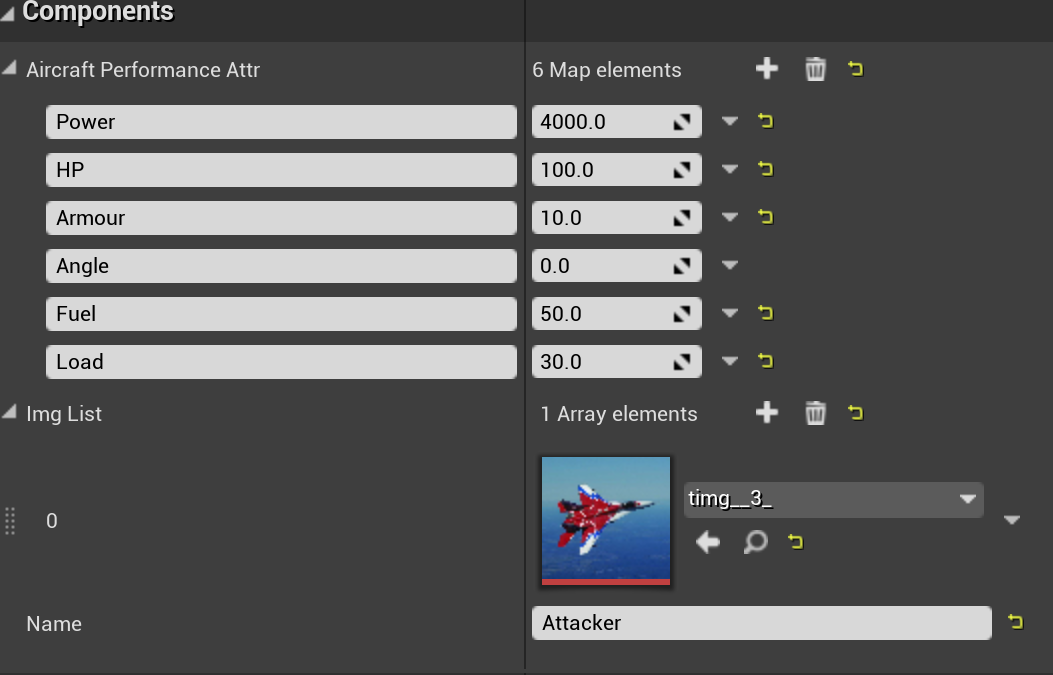 Components
Aircraft Performance Attr 6 Map elements
Power 4000.0
HP 100.0
Armour 10.0
Angle 0.0
Fuel 50.0
Load 30.0
Img List 1 Array elements
0 timg__3_
Name Attacker